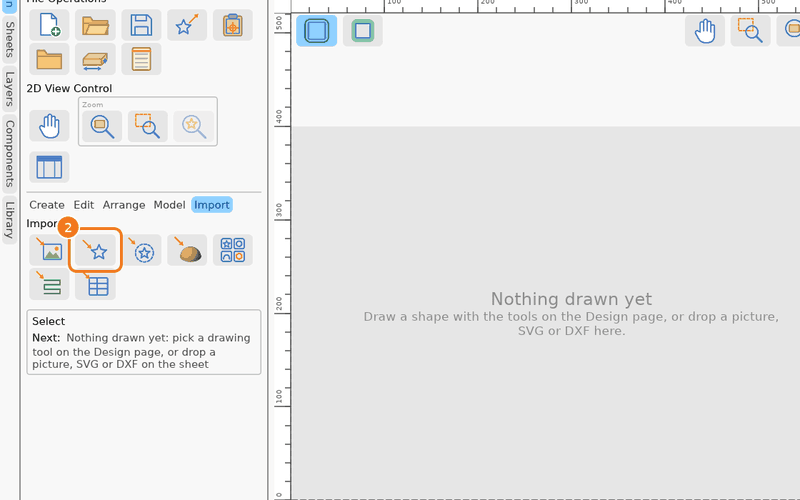 Sheets
Layers
Components
Library
2D View Control
Zoom
Create Edit Arrange Model Import
2
Select
Next: Nothing drawn yet: pick a drawing
tool on the Design page, or drop a
picture, SVG or DXF on the sheet
100 200 300 400 500
500
400
300
200
100
0
Nothing drawn yet
Draw a shape with the tools on the Design page, or drop a picture,
SVG or DXF here.